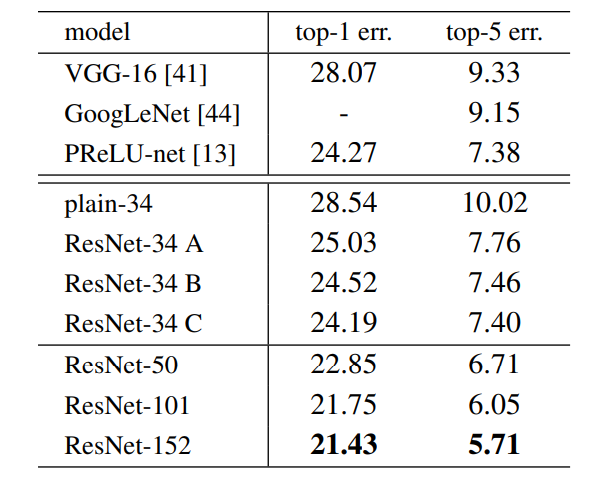 model top-1 err. top-5 err.
VGG-16 [41] 28.07 9.33
GoogLeNet [44] - 9.15
PReLU-net [13] 24.27 7.38
plain-34 28.54 10.02
ResNet-34 A 25.03 7.76
ResNet-34 B 24.52 7.46
ResNet-34 C 24.19 7.40
ResNet-50 22.85 6.71
ResNet-101 21.75 6.05
ResNet-152 21.43 5.71